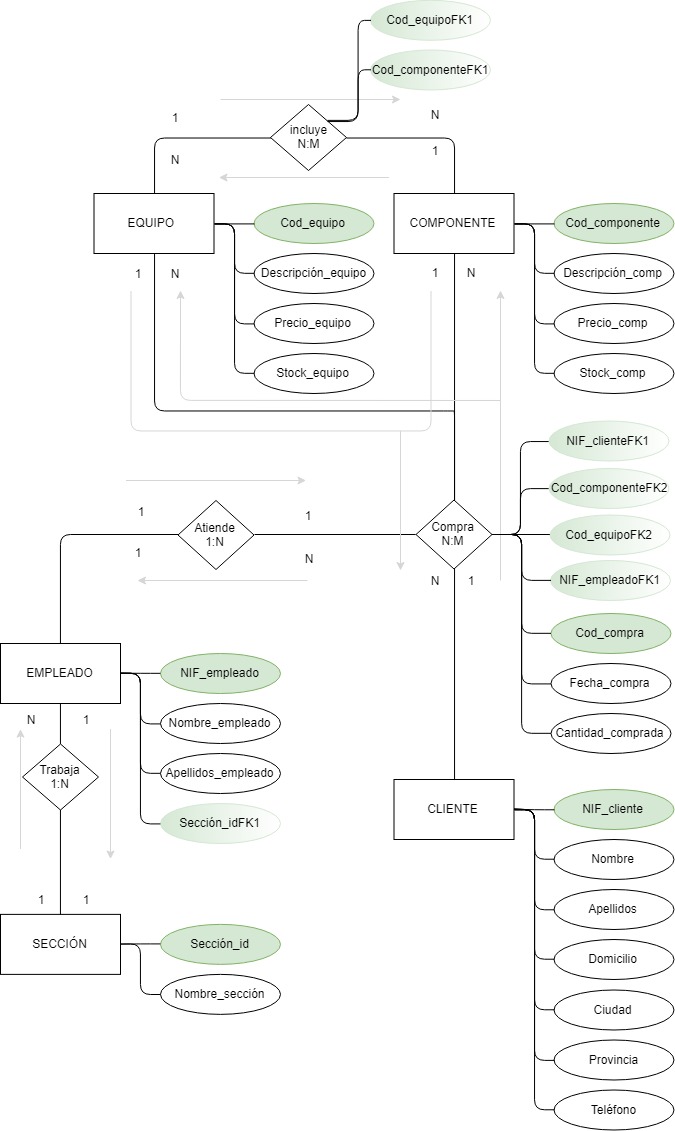 Cod_equipoFK1
Cod_componenteFK1
1
N
incluye
N:M
N
1
EQUIPO
Cod_equipo
COMPONENTE
Cod_componente
1
N
Descripción_equipo
1
N
Descripción_comp
Precio_equipo
Precio_comp
Stock_equipo
Stock_comp
NIF_clienteFK1
Cod_componenteFK2
1
1
Atiende
1:N
Compra
N:M
Cod_equipoFK2
1
N
N
1
NIF_empleadoFK1
Cod_compra
EMPLEADO
NIF_empleado
Fecha_compra
N
1
Nombre_empleado
Cantidad_comprada
Trabaja
1:N
Apellidos_empleado
CLIENTE
NIF_cliente
Sección_idFK1
Nombre
1
1
Apellidos
SECCIÓN
Sección_id
Domicilio
Nombre_sección
Ciudad
Provincia
Teléfono